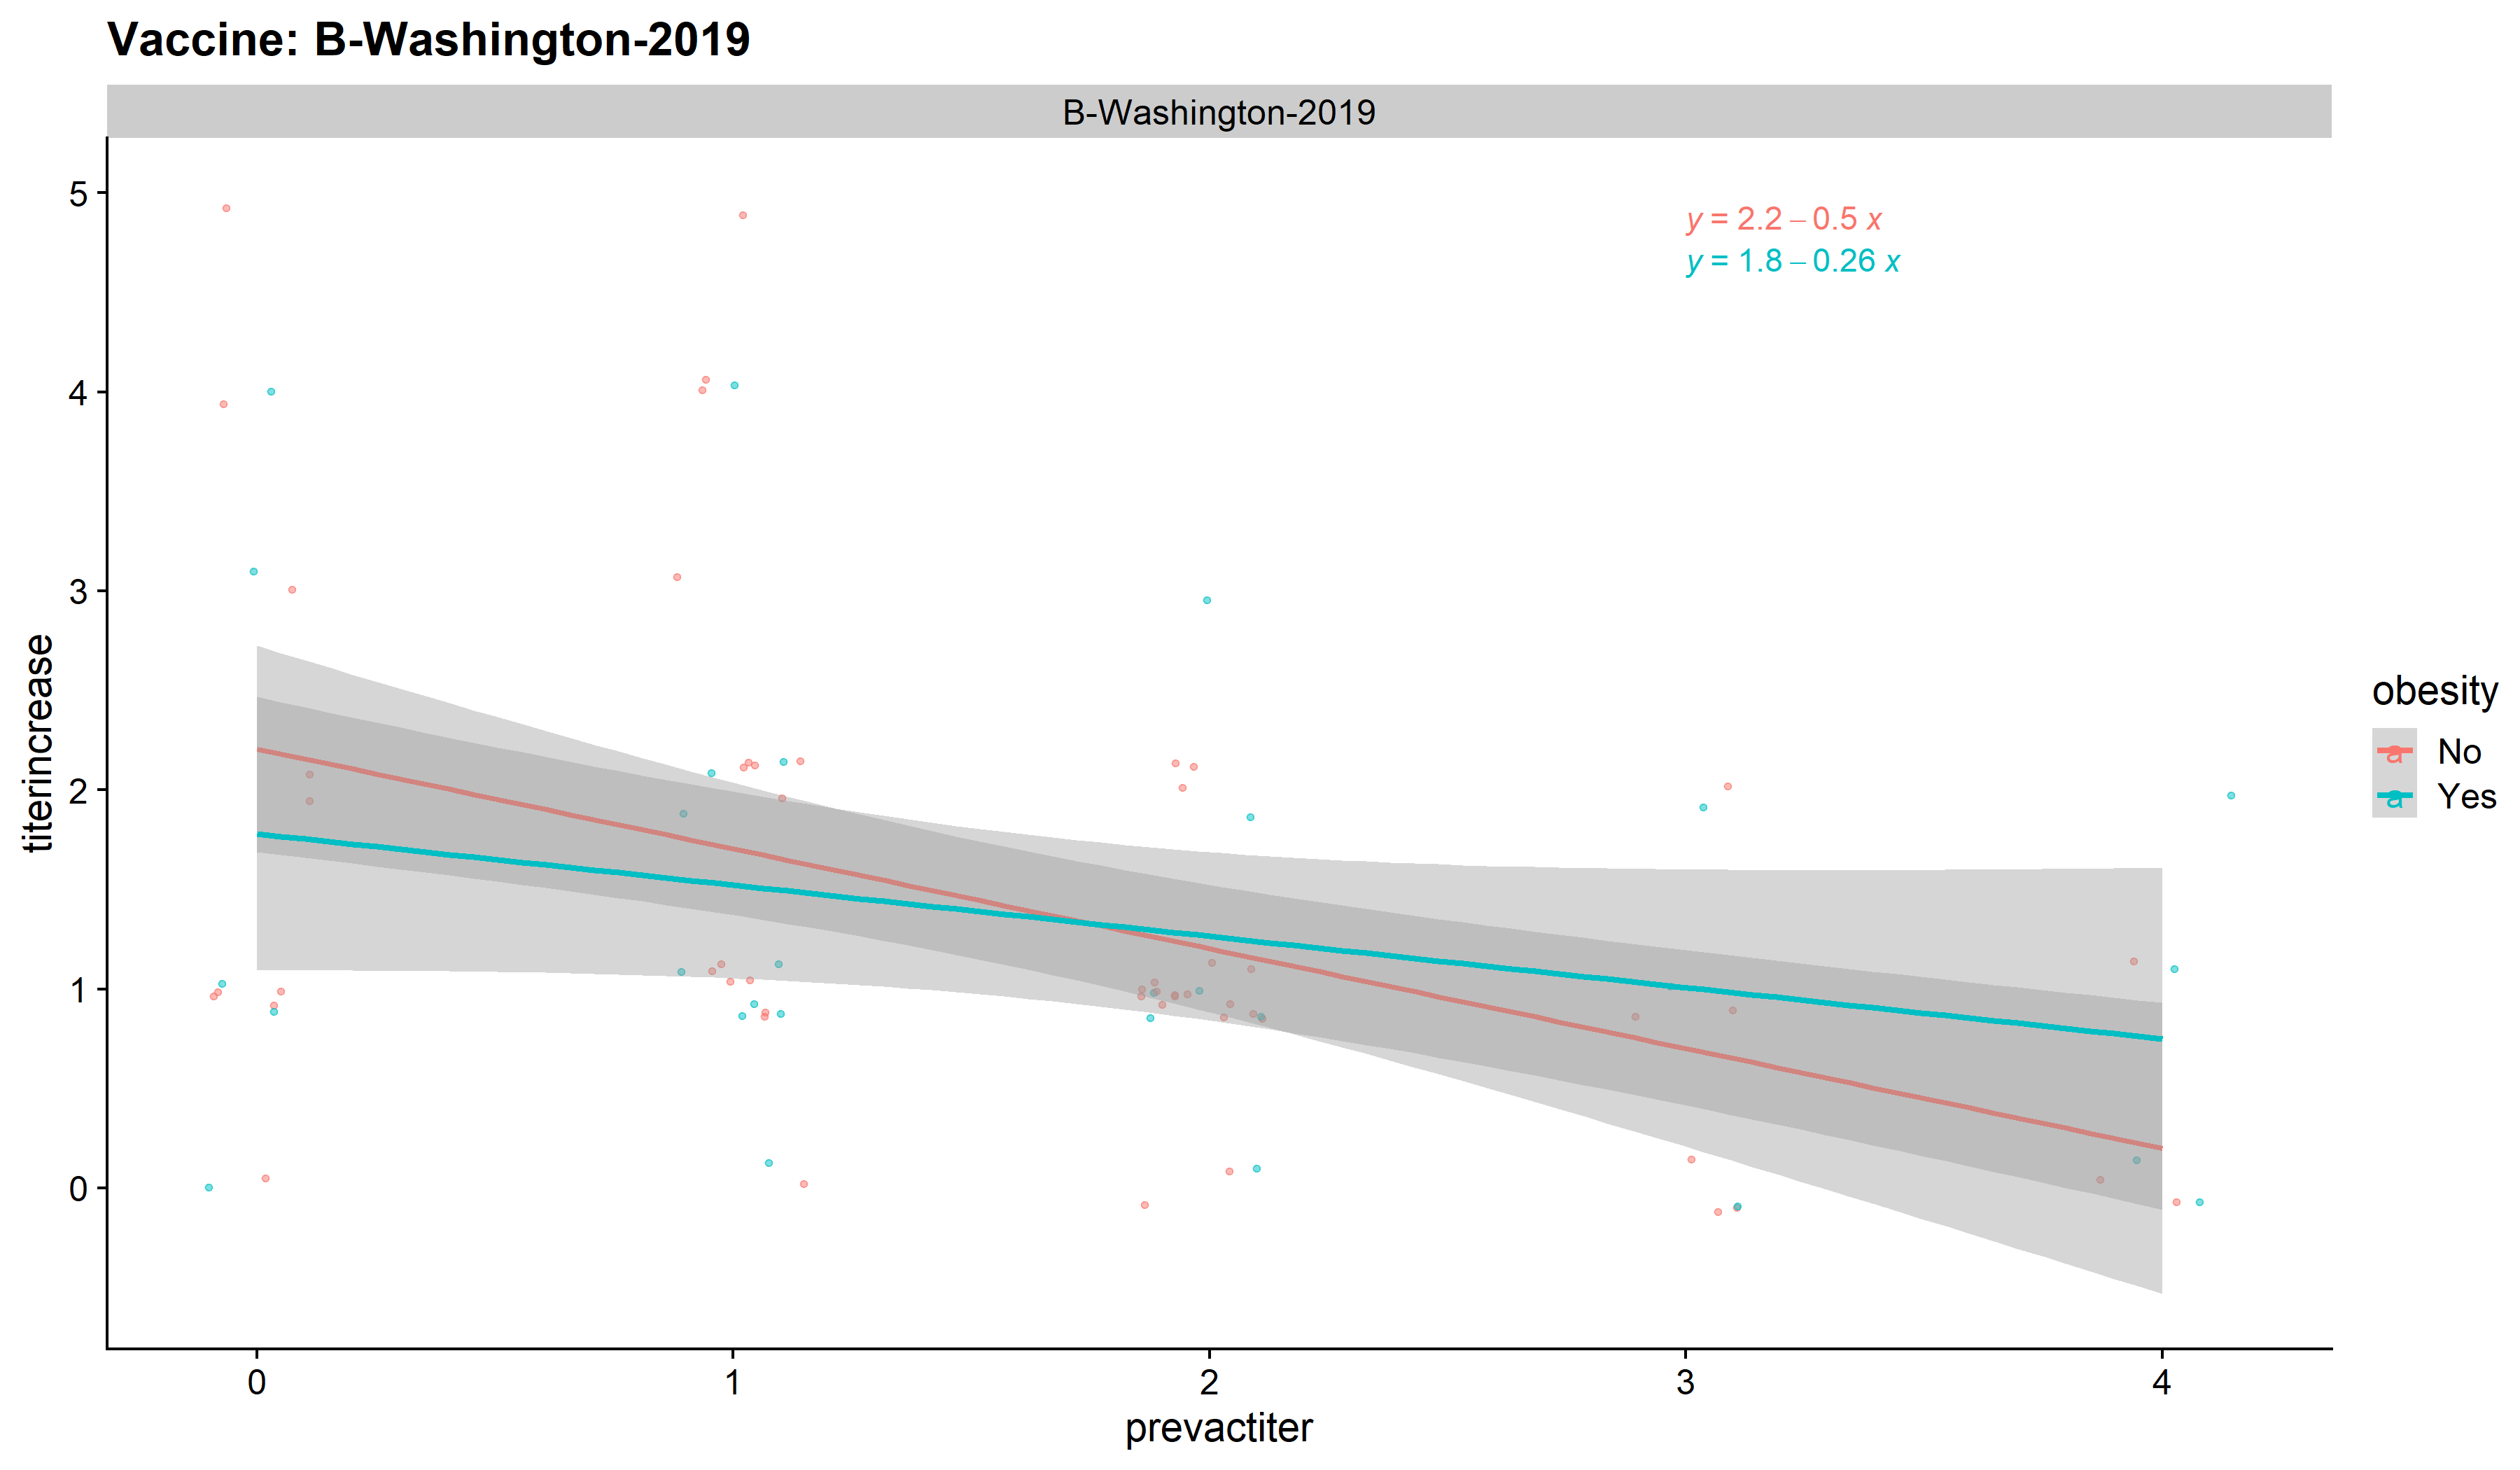 Vaccine: B-Washington-2019
B-Washington-2019
y = 2.2 – 0.5 x
y = 1.8 – 0.26 x
5
4
3
2
1
0
titerincrease
0 1 2 3 4
prevactiter
obesity
a No
a Yes